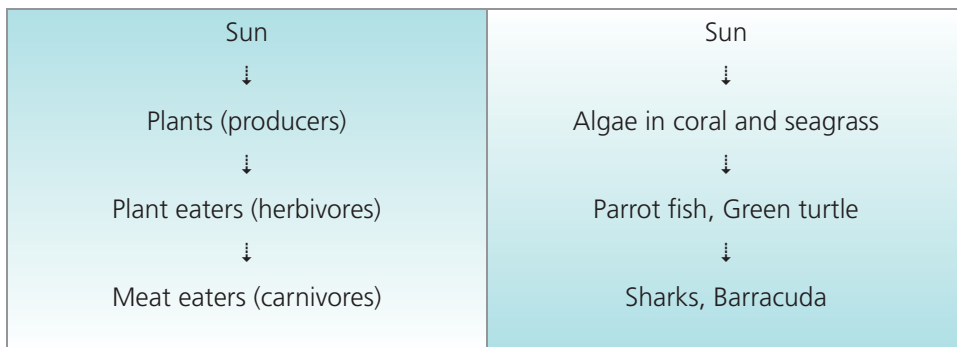 Sun
⇣
Plants (producers)
⇣
Plant eaters (herbivores)
⇣
Meat eaters (carnivores)
Sun
⇣
Algae in coral and seagrass
⇣
Parrot fish, Green turtle
⇣
Sharks, Barracuda